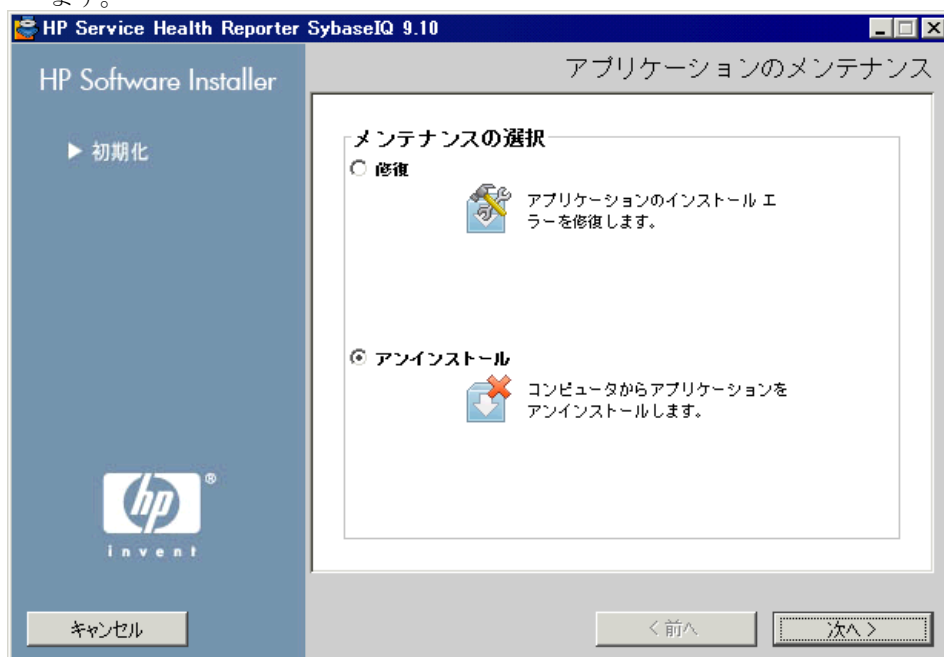 ます。
HP Service Health Reporter SybaseIQ 9.10
HP Software Installer
アプリケーションのメンテナンス
▶ 初期化
メンテナンスの選択
修復
アプリケーションのインストール エ
ラーを修復します。
アンインストール
コンピュータからアプリケーションを
アンインストールします。
hp
®
invent
キャンセル
< 前へ
次へ >